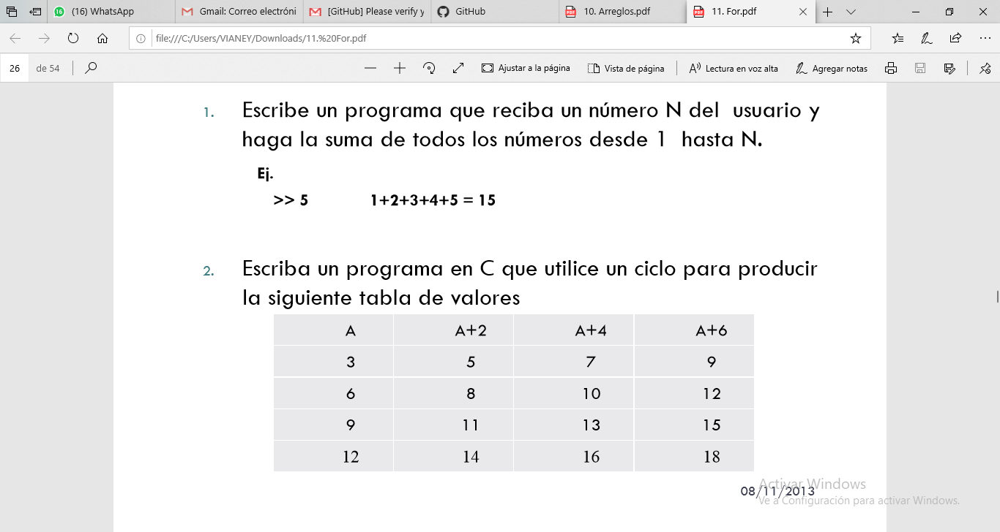 (16) WhatsApp
Gmail: Correo electróni
[GitHub] Please verify y
GitHub
10. Arreglos.pdf
11. For.pdf
file:///C:/Users/VIANEY/Downloads/11.%20For.pdf
26 de 54
Ajustar a la página
Vista de página
Lectura en voz alta
Agregar notas
1. Escribe un programa que reciba un número N del usuario y
haga la suma de todos los números desde 1 hasta N.
Ej.
>> 5 1+2+3+4+5 = 15
2. Escriba un programa en C que utilice un ciclo para producir
la siguiente tabla de valores
A A+2 A+4 A+6
3 5 7 9
6 8 10 12
9 11 13 15
12 14 16 18
Activar Windows
08/11/2013
Ve a Configuración para activar Windows.